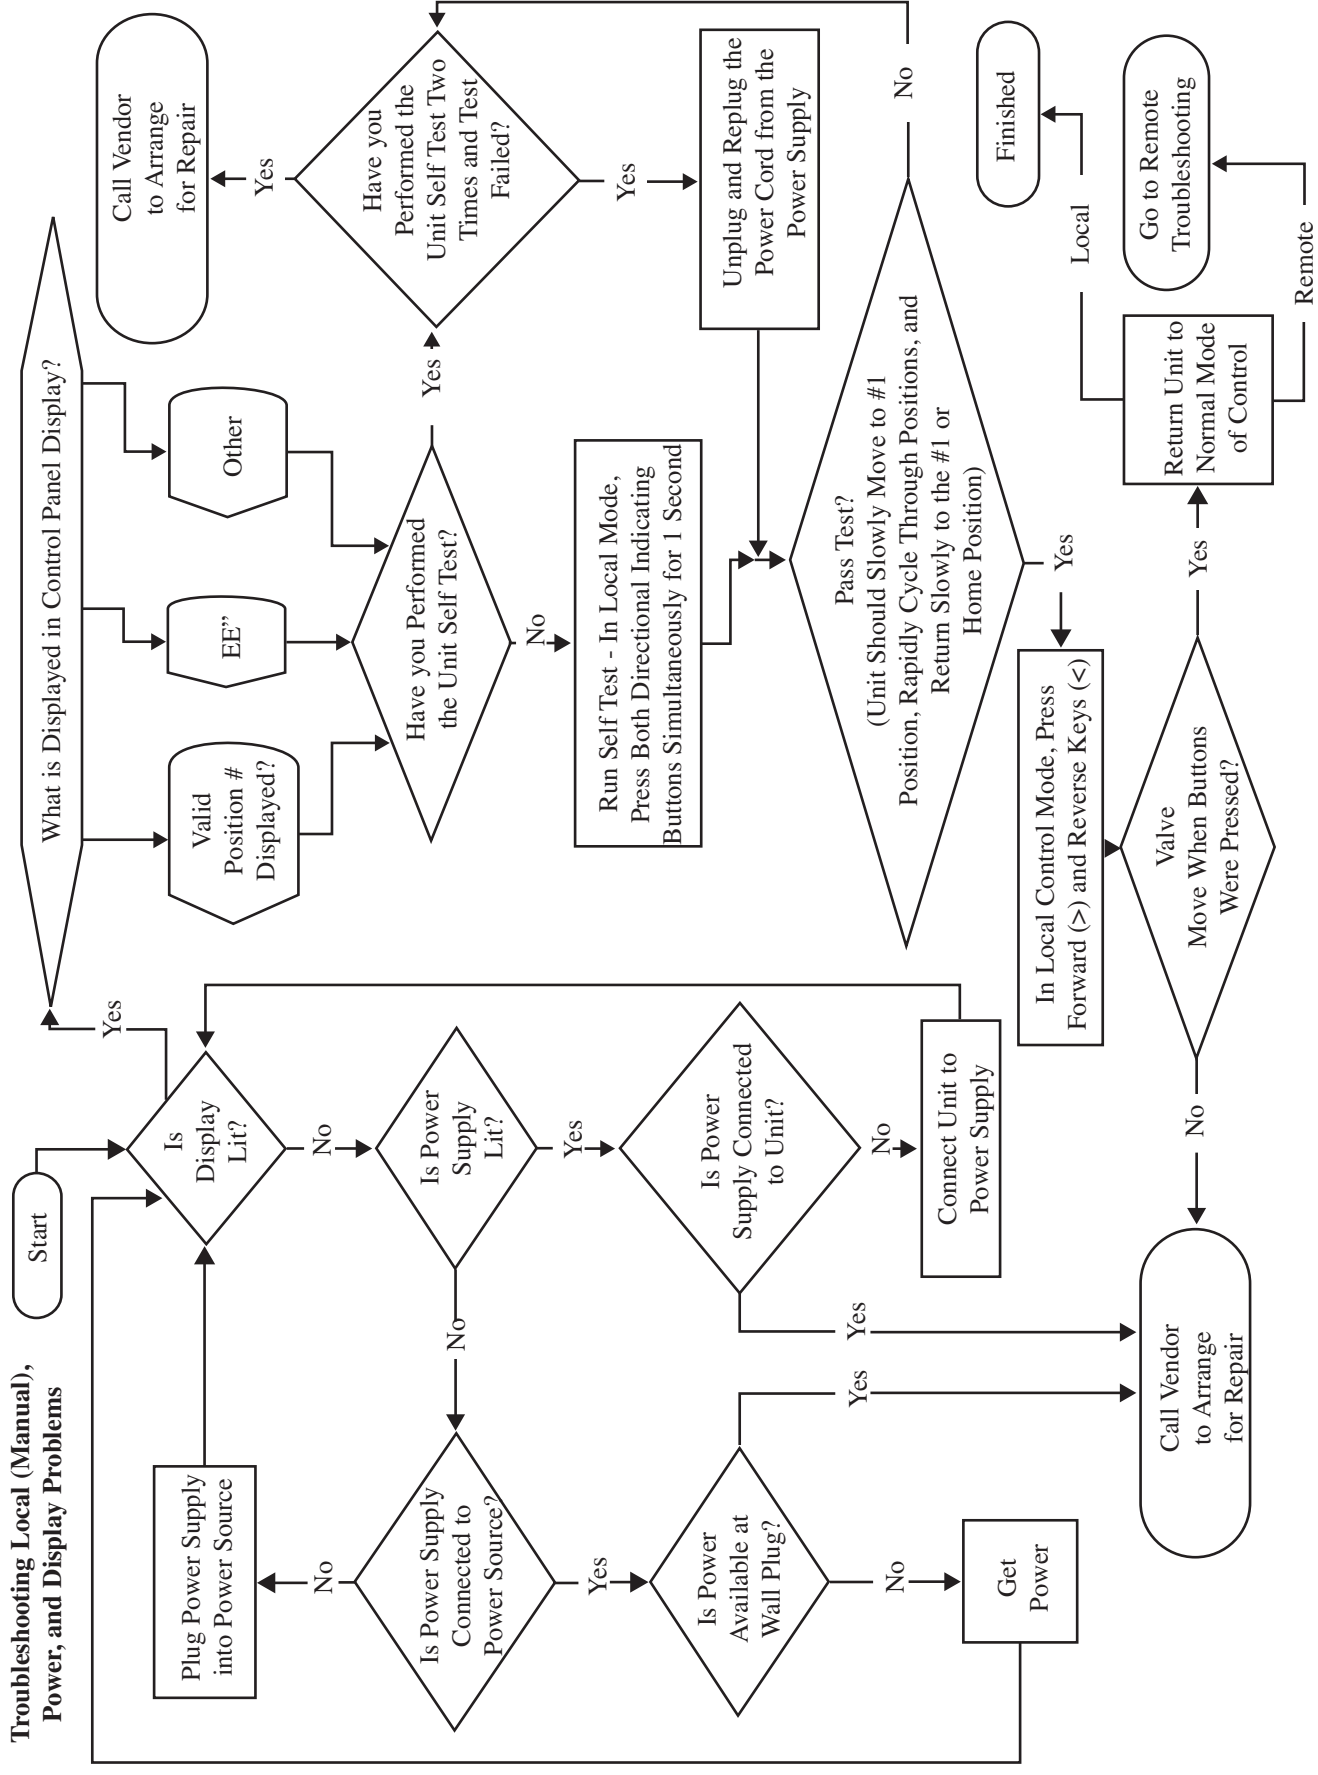 Troubleshooting Local (Manual),
Power, and Display Problems
Start
Is
Display
Lit?
Yes
No
What is Displayed in Control Panel Display?
Valid
Position #
Displayed?
EE”
Other
Plug Power Supply
into Power Source
No
Is Power Supply
Connected to
Power Source?
No
Is Power
Supply
Lit?
Yes
Yes
Is Power
Available at
Wall Plug?
Yes
No
Get
Power
Is Power
Supply Connected
to Unit?
Yes
No
Connect Unit to
Power Supply
Call Vendor
to Arrange
for Repair
Have you Performed
the Unit Self Test?
Yes
No
Have you
Performed the
Unit Self Test Two
Times and Test
Failed?
Yes
Call Vendor
to Arrange
for Repair
Yes
Unplug and Replug the
Power Cord from the
Power Supply
Run Self Test - In Local Mode,
Press Both Directional Indicating
Buttons Simultaneously for 1 Second
Pass Test?
(Unit Should Slowly Move to #1
Position, Rapidly Cycle Through Positions, and
Return Slowly to the #1 or
Home Position)
No
Yes
In Local Control Mode, Press
Forward (>) and Reverse Keys (<)
Valve
Move When Buttons
Were Pressed?
No
Yes
Return Unit to
Normal Mode
of Control
Local
Finished
Remote
Go to Remote
Troubleshooting